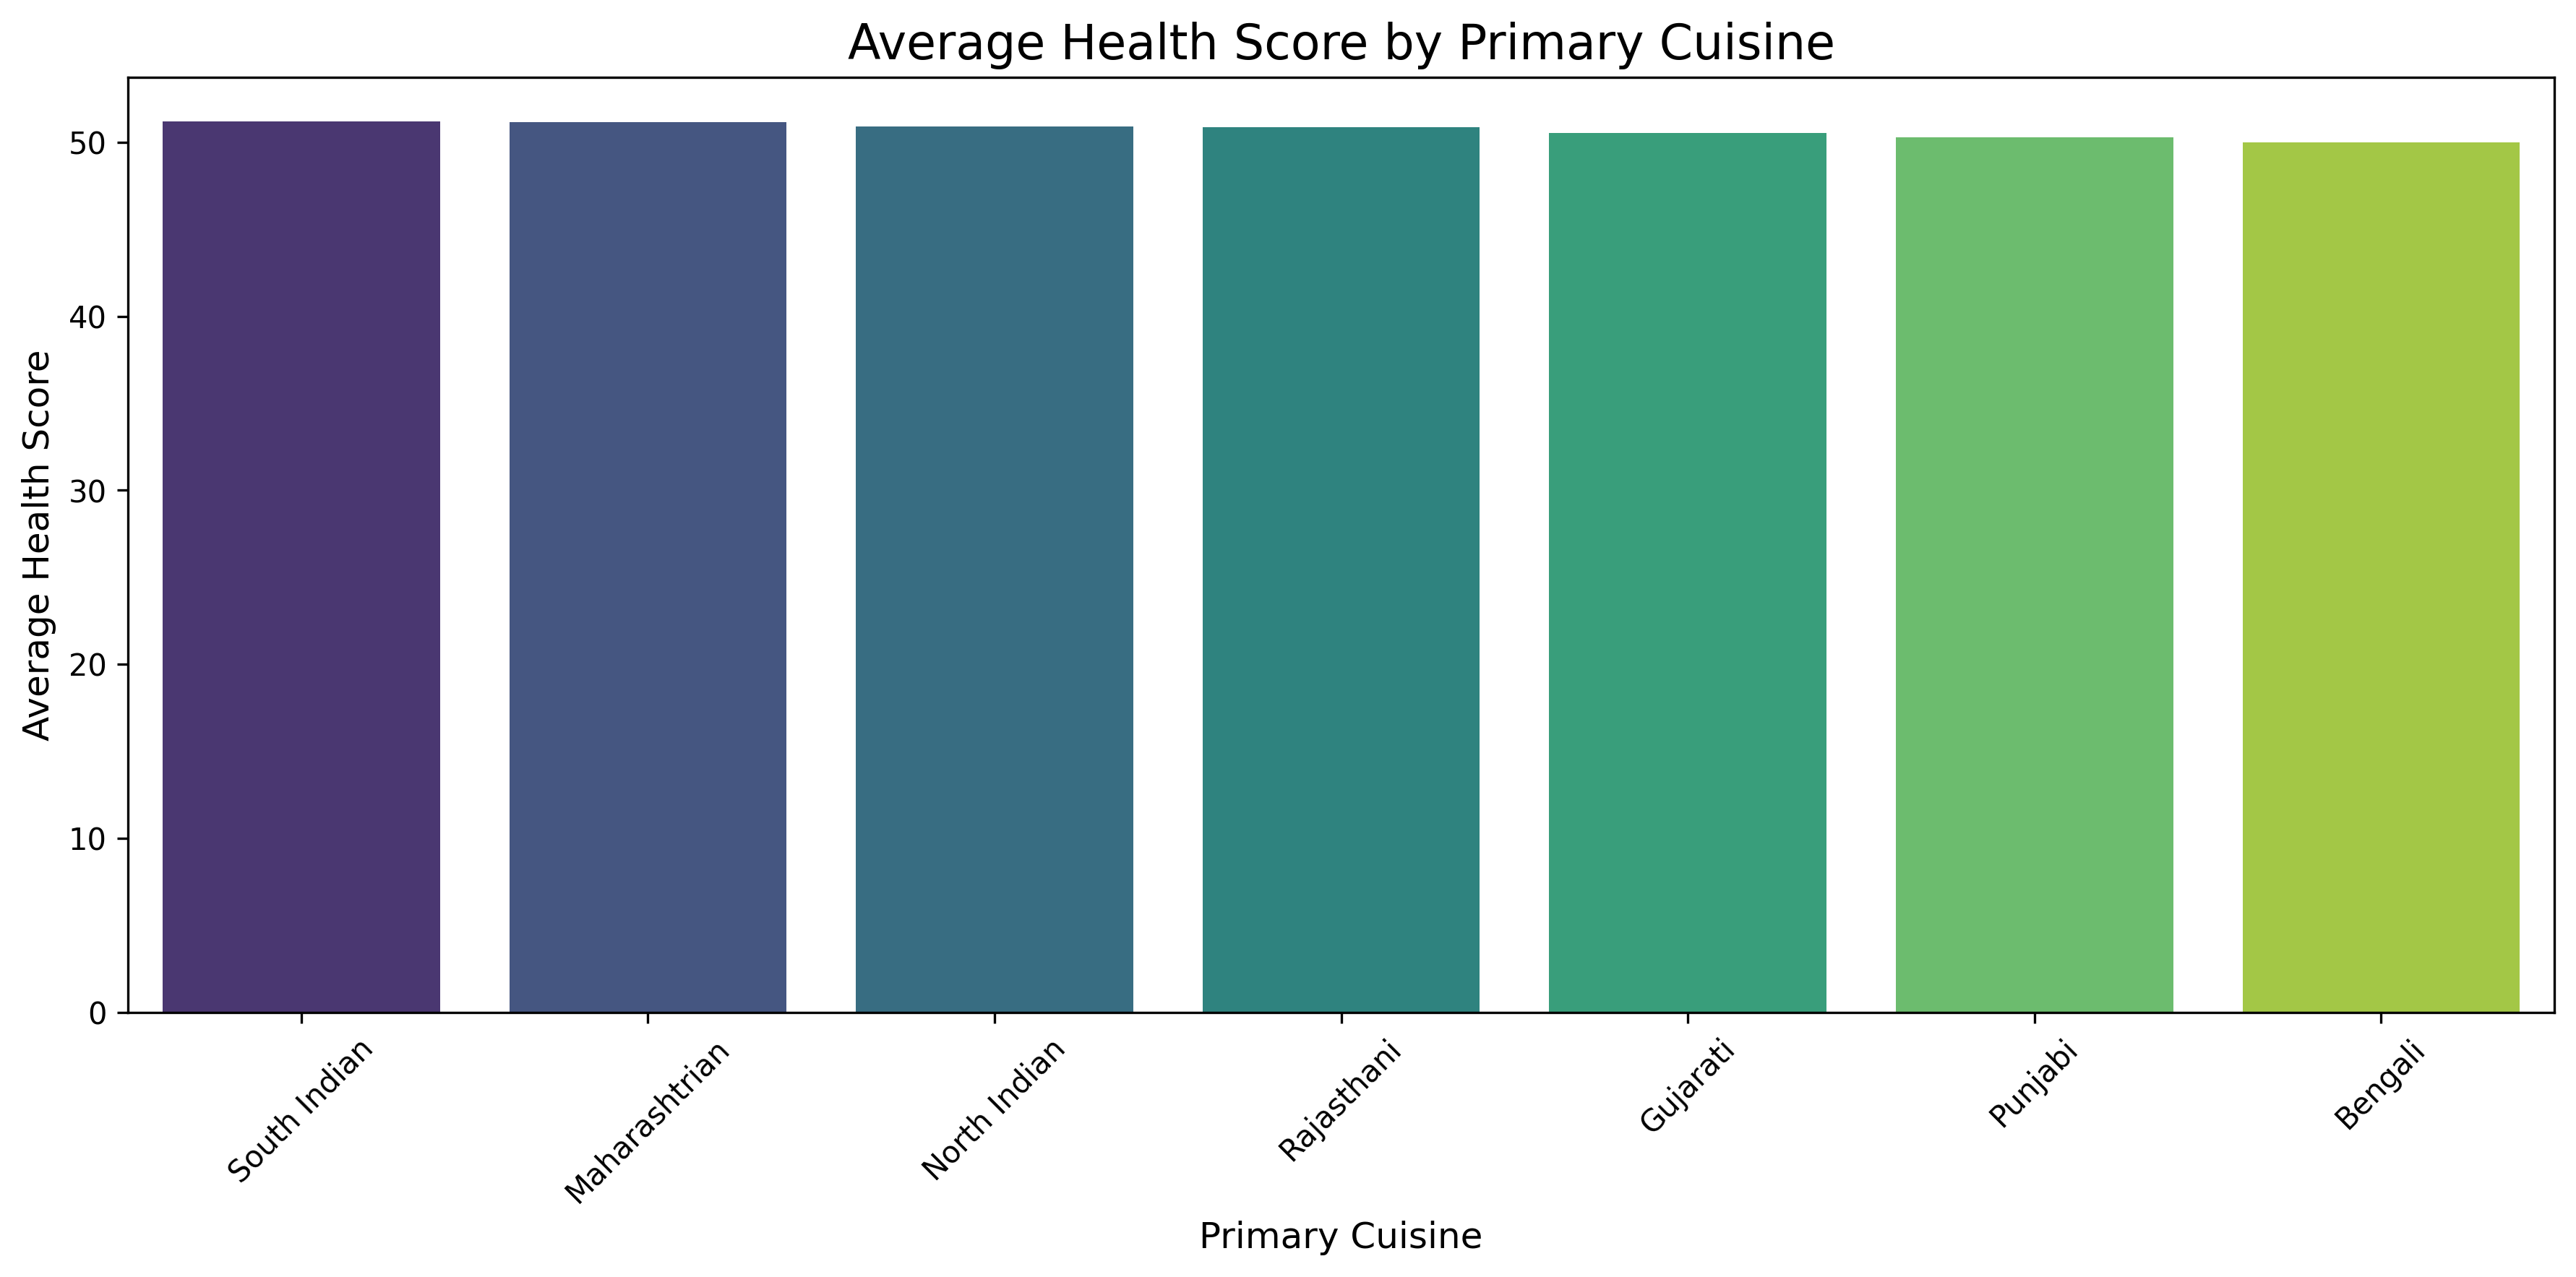 Average Health Score by Primary Cuisine
Average Health Score
50
40
30
20
10
0
South Indian
Maharashtrian
North Indian
Rajasthani
Gujarati
Punjabi
Bengali
Primary Cuisine